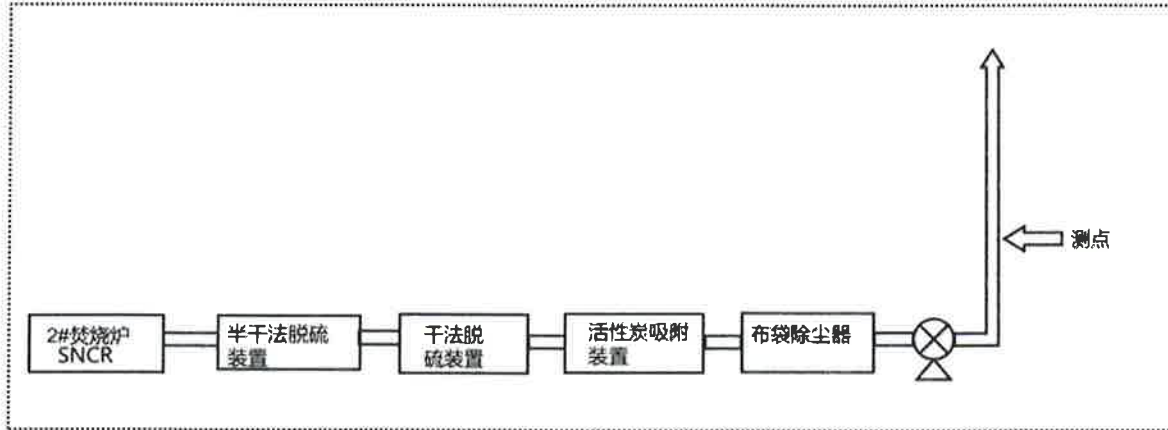 测点
2#焚烧炉
SNCR
半干法脱硫
装置
干法脱
硫装置
活性炭吸附
装置
布袋除尘器